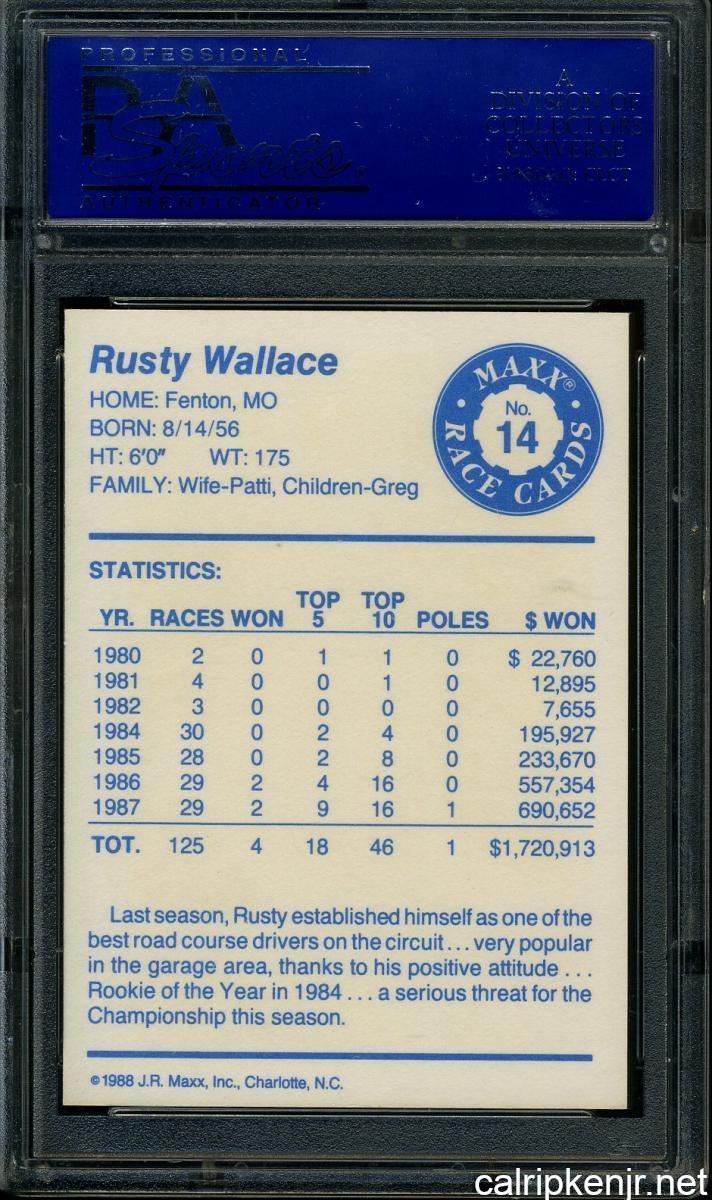 PROFESSIONAL
PSA
Sports
AUTHENTICATOR
A
DIVISION OF
COLLECTORS
UNIVERSE
NASDAQ: CLCT
Rusty Wallace
HOME: Fenton, MO
BORN: 8/14/56
HT: 6'0" WT: 175
FAMILY: Wife-Patti, Children-Greg
MAXX®
No.
14
RACE CARDS
STATISTICS:
YR. RACES WON TOP 5 TOP 10 POLES $ WON
1980 2 0 1 1 0 $ 22,760
1981 4 0 0 1 0 12,895
1982 3 0 0 0 0 7,655
1984 30 0 2 4 0 195,927
1985 28 0 2 8 0 233,670
1986 29 2 4 16 0 557,354
1987 29 2 9 16 1 690,652
TOT. 125 4 18 46 1 $1,720,913
Last season, Rusty established himself as one of the
best road course drivers on the circuit . . . very popular
in the garage area, thanks to his positive attitude . . .
Rookie of the Year in 1984 . . . a serious threat for the
Championship this season.
©1988 J.R. Maxx, Inc., Charlotte, N.C.
calripkenjr.net